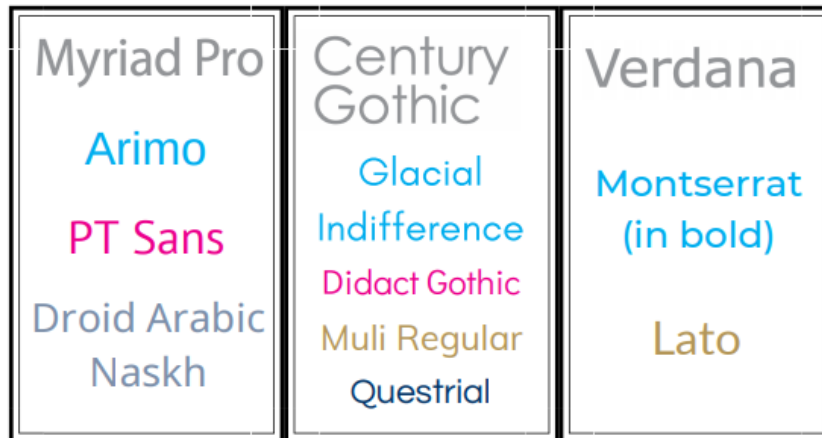 Myriad Pro
Arimo
PT Sans
Droid Arabic
Naskh
Century
Gothic
Glacial
Indifference
Didact Gothic
Muli Regular
Questrial
Verdana
Montserrat
(in bold)
Lato